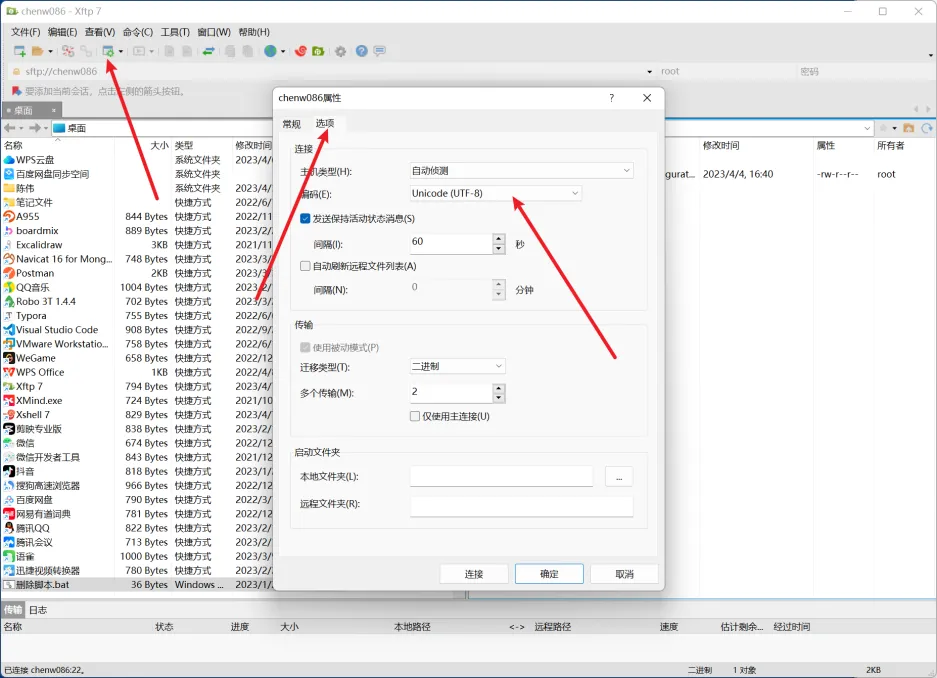 chenw086 - Xftp 7
文件(F) 编辑(E) 查看(V) 命令(C) 工具(T) 窗口(W) 帮助(H)
sftp://chenw086 root 密码
要添加当前会话，点击左侧的箭头按钮。
桌面
桌面
名称 大小 类型 修改时间
WPS云盘 系统文件夹 2023/4/
百度网盘同步空间 系统文件夹
陈伟 系统文件夹 2023/4/
笔记文件 快捷方式 2022/6/
A955 844 Bytes 快捷方式 2022/11
boardmix 889 Bytes 快捷方式 2023/2/
Excalidraw 3KB 快捷方式 2021/11
Navicat 16 for Mong... 748 Bytes 快捷方式 2023/3/
Postman 2KB 快捷方式 2023/
QQ音乐 1004 Bytes 快捷方式 2023/2/
Robo 3T 1.4.4 702 Bytes 快捷方式 2023/3/
Typora 755 Bytes 快捷方式 2022/6/
Visual Studio Code 908 Bytes 快捷方式 2022/9/
VMware Workstatio... 758 Bytes 快捷方式 2022/6/
WeGame 658 Bytes 快捷方式 2022/12
WPS Office 1KB 快捷方式 2022/8/
Xftp 7 794 Bytes 快捷方式 2023/4/
XMind.exe 724 Bytes 快捷方式 2021/10
Xshell 7 829 Bytes 快捷方式 2023/4/
剪映专业版 838 Bytes 快捷方式 2023/2/
微信 674 Bytes 快捷方式 2022/12
微信开发者工具 843 Bytes 快捷方式 2021/12
抖音 818 Bytes 快捷方式 2023/1/
搜狗高速浏览器 966 Bytes 快捷方式 2022/12
百度网盘 790 Bytes 快捷方式 2022/3/
网易有道词典 781 Bytes 快捷方式 2022/12
腾讯QQ 822 Bytes 快捷方式 2023/2/
腾讯会议 713 Bytes 快捷方式 2023/2/
语雀 1000 Bytes 快捷方式 2023/3/
迅捷视频转换器 780 Bytes 快捷方式 2023/2/
删除脚本.bat 36 Bytes Windows ... 2023/1/
修改时间 属性 所有者
gurat... 2023/4/4, 16:40 -rw-r--r-- root
chenw086属性 ?
常规 选项
连接
主机类型(H): 自动侦测
编码(E): Unicode (UTF-8)
发送保持活动状态消息(S)
间隔(I): 60 秒
自动刷新远程文件列表(A)
间隔(N): 0 分钟
传输
使用被动模式(P)
迁移类型(T): 二进制
多个传输(M): 2
仅使用主连接(U)
启动文件夹
本地文件夹(L): ...
远程文件夹(R):
连接 确定 取消
传输 日志
名称 状态 进度 大小 本地路径 <-> 远程路径 速度 估计剩余... 经过时间
已连接 chenw086:22。 二进制 1 对象 2KB